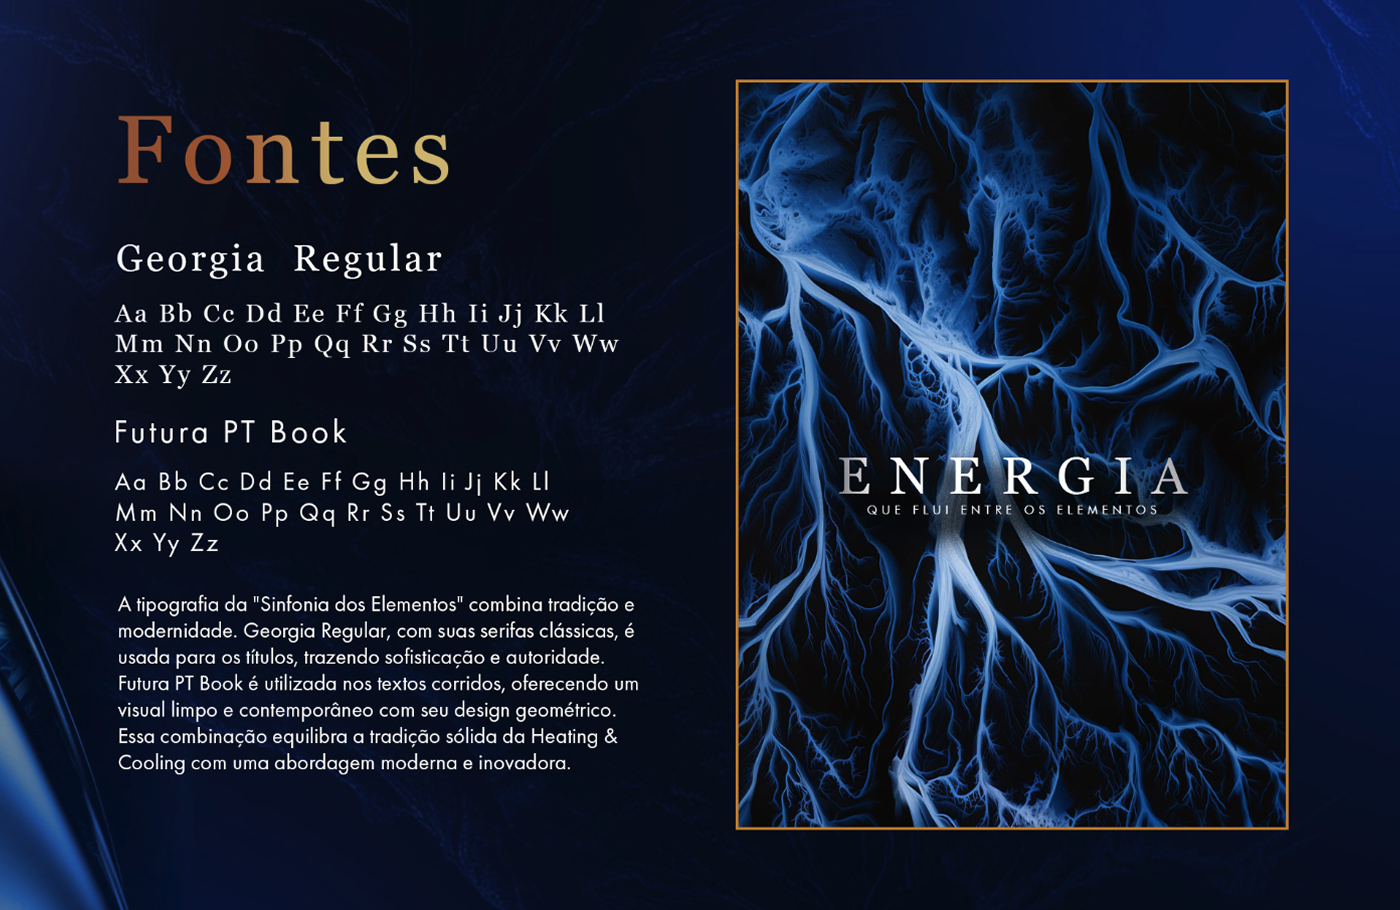 Fontes
Georgia Regular
Aa Bb Cc Dd Ee Ff Gg Hh Ii Jj Kk Ll
Mm Nn Oo Pp Qq Rr Ss Tt Uu Vv Ww
Xx Yy Zz
Futura PT Book
Aa Bb Cc Dd Ee Ff Gg Hh Ii Jj Kk Ll
Mm Nn Oo Pp Qq Rr Ss Tt Uu Vv Ww
Xx Yy Zz
A tipografia da "Sinfonia dos Elementos" combina tradição e
modernidade. Georgia Regular, com suas serifas clássicas, é
usada para os títulos, trazendo sofisticação e autoridade.
Futura PT Book é utilizada nos textos corridos, oferecendo um
visual limpo e contemporâneo com seu design geométrico.
Essa combinação equilibra a tradição sólida da Heating &
Cooling com uma abordagem moderna e inovadora.
ENERGIA
QUE FLUI ENTRE OS ELEMENTOS